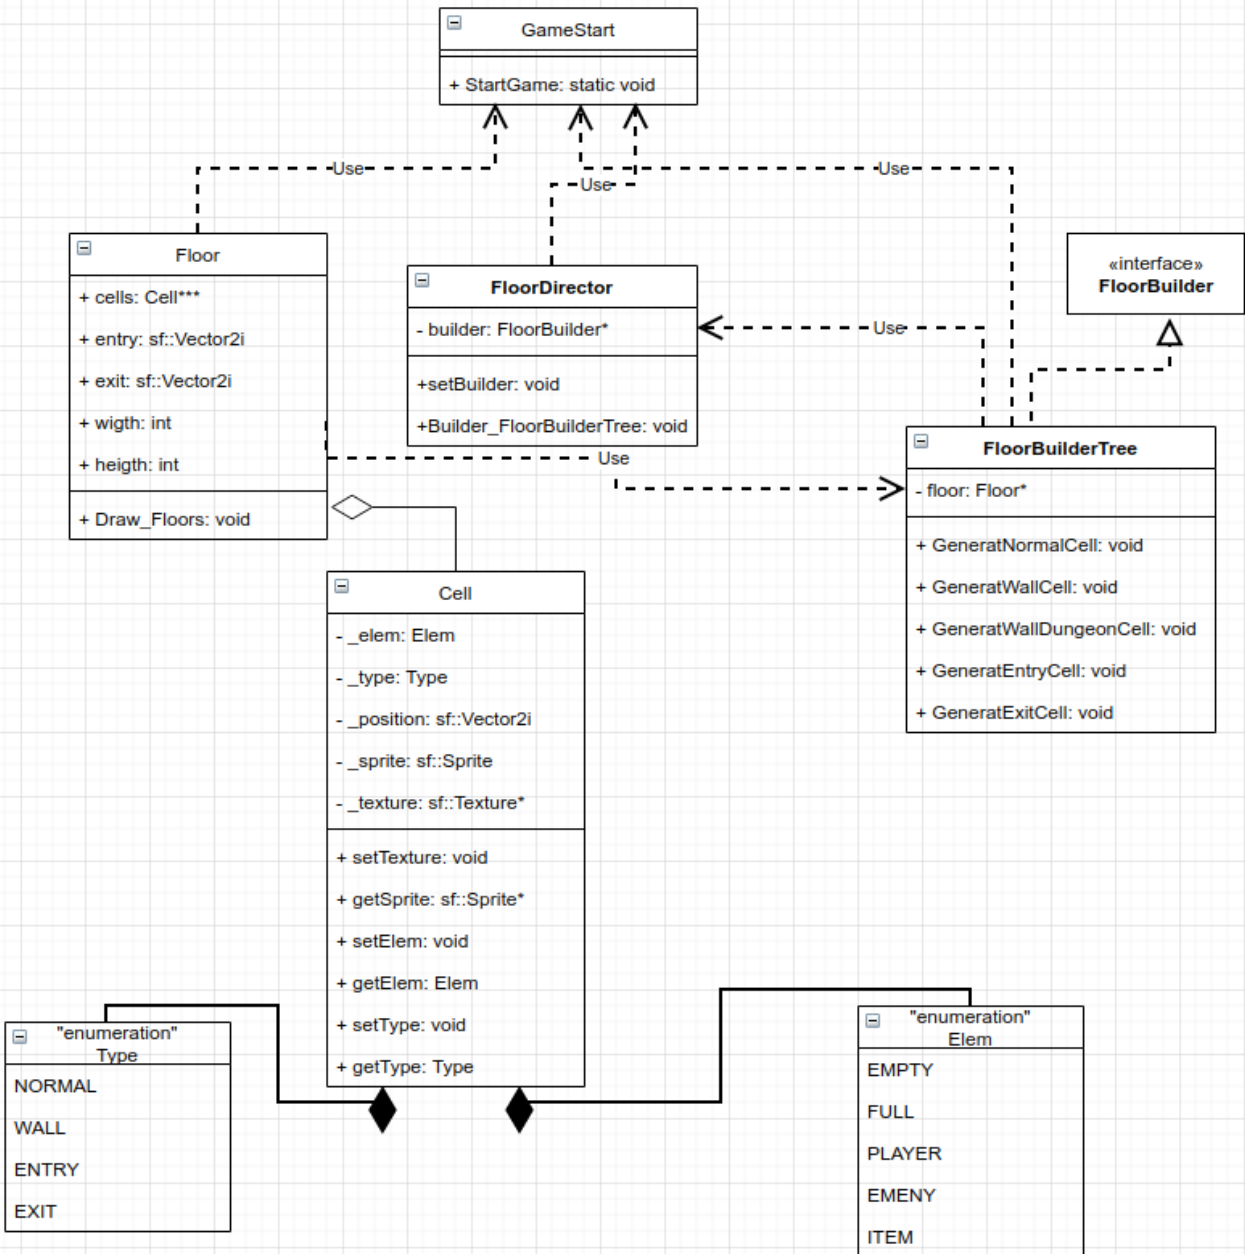 GameStart
+ StartGame: static void
Use
Use
Use
Floor
+ cells: Cell***
+ entry: sf::Vector2i
+ exit: sf::Vector2i
+ wigth: int
+ heigth: int
+ Draw_Floors: void
FloorDirector
- builder: FloorBuilder*
+setBuilder: void
+Builder_FloorBuilderTree: void
«interface»
FloorBuilder
Use
Use
FloorBuilderTree
- floor: Floor*
+ GeneratNormalCell: void
+ GeneratWallCell: void
+ GeneratWallDungeonCell: void
+ GeneratEntryCell: void
+ GeneratExitCell: void
Cell
- _elem: Elem
- _type: Type
- _position: sf::Vector2i
- _sprite: sf::Sprite
- _texture: sf::Texture*
+ setTexture: void
+ getSprite: sf::Sprite*
+ setElem: void
+ getElem: Elem
+ setType: void
+ getType: Type
"enumeration"
Type
NORMAL
WALL
ENTRY
EXIT
"enumeration"
Elem
EMPTY
FULL
PLAYER
EMENY
ITEM